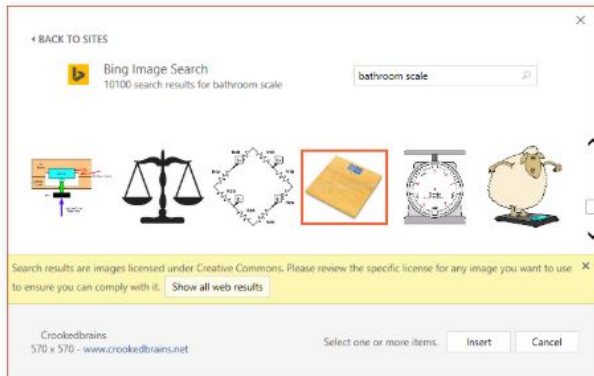 BACK TO SITES
Bing Image Search
10100 search results for bathroom scale
bathroom scale
Search results are images licensed under Creative Commons. Please review the specific license for any image you want to use
to ensure you can comply with it. Show all web results
Crookedbrains
570 x 570 - www.crookedbrains.net
Select one or more items. Insert Cancel